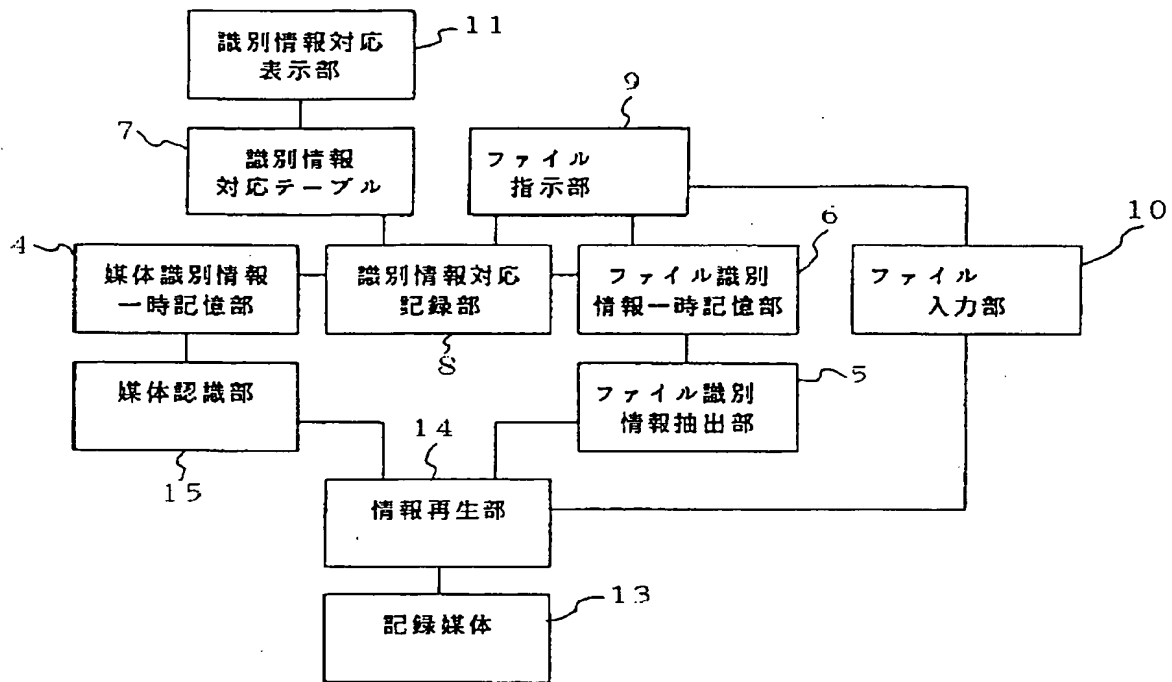 11
識別情報対応
表示部
7
識別情報
対応テーブル
9
ファイル
指示部
4
媒体識別情報
一時記憶部
識別情報対応
記録部
8
6
ファイル識別
情報一時記憶部
10
ファイル
入力部
媒体認識部
15
5
ファイル識別
情報抽出部
14
情報再生部
13
記録媒体